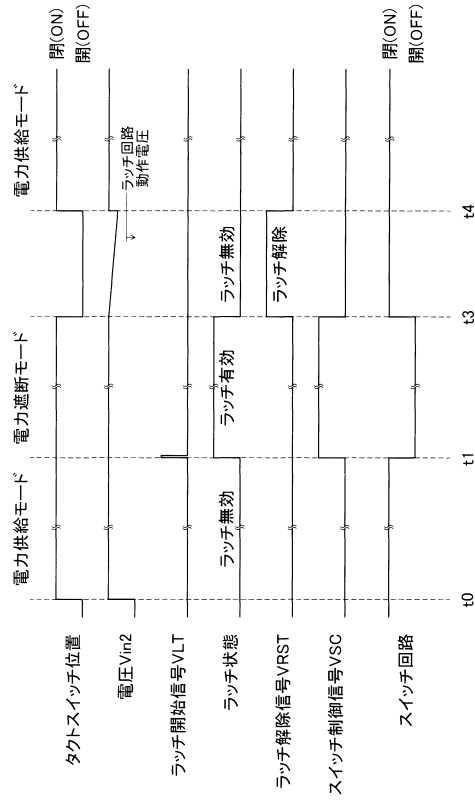 電力供給モード 電力遮断モード 電力供給モード
タクトスイッチ位置 閉(ON)
開(OFF)
電圧Vin2
ラッチ回路
動作電圧
ラッチ開始信号VLT
ラッチ状態 ラッチ無効 ラッチ有効 ラッチ無効
ラッチ解除信号VRST ラッチ解除
スイッチ制御信号VSC
スイッチ回路 閉(ON)
開(OFF)
t0 t1 t3 t4